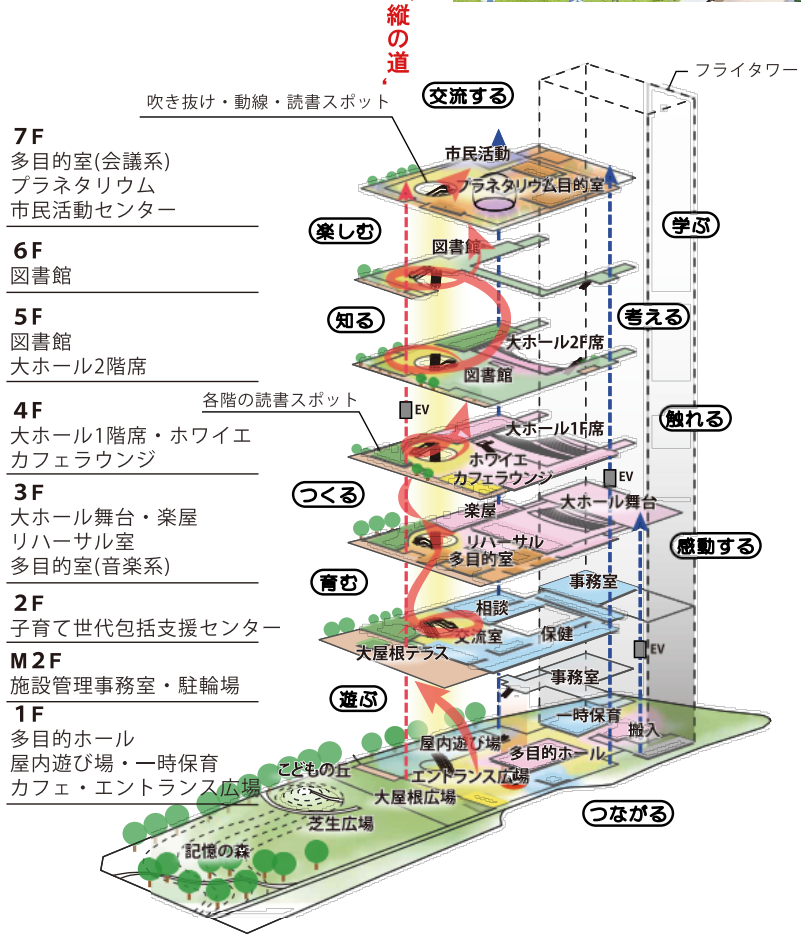 縦の道
フライタワー
吹き抜け・動線・読書スポット
交流する
7F
多目的室(会議系)
プラネタリウム
市民活動センター
市民活動
プラネタリウム
目的室
学ぶ
楽しむ
6F
図書館
図書館
知る
考える
5F
図書館
大ホール2階席
大ホール2F席
図書館
各階の読書スポット
EV
触れる
4F
大ホール1階席・ホワイエ
カフェラウンジ
大ホール1F席
ホワイエ
カフェラウンジ
EV
つくる
3F
大ホール舞台・楽屋
リハーサル室
多目的室(音楽系)
楽屋
大ホール舞台
リハーサル
多目的室
感動する
育む
事務室
2F
子育て世代包括支援センター
相談
交流室
保健
大屋根テラス
EV
M2F
施設管理事務室・駐輪場
事務室
遊ぶ
1F
多目的ホール
屋内遊び場・一時保育
カフェ・エントランス広場
一時保育
搬入
屋内遊び場
多目的ホール
こどもの丘
エントランス広場
大屋根広場
つながる
芝生広場
記憶の森